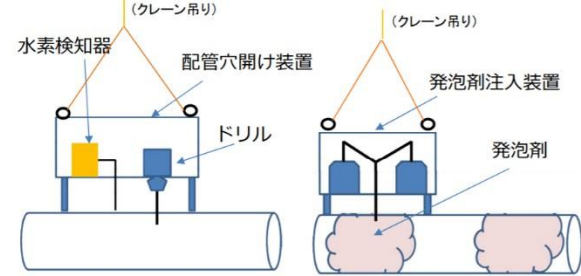 (クレーン吊り)
水素検知器
配管穴開け装置
ドリル
(クレーン吊り)
発泡剤注入装置
発泡剤